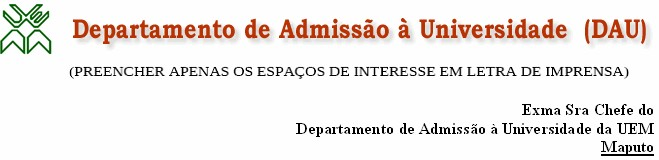 Departamento de Admissão à Universidade (DAU)
(PREENCHER APENAS OS ESPAÇOS DE INTERESSE EM LETRA DE IMPRENSA)
Exma Sra Chefe do
Departamento de Admissão à Universidade da UEM
Maputo